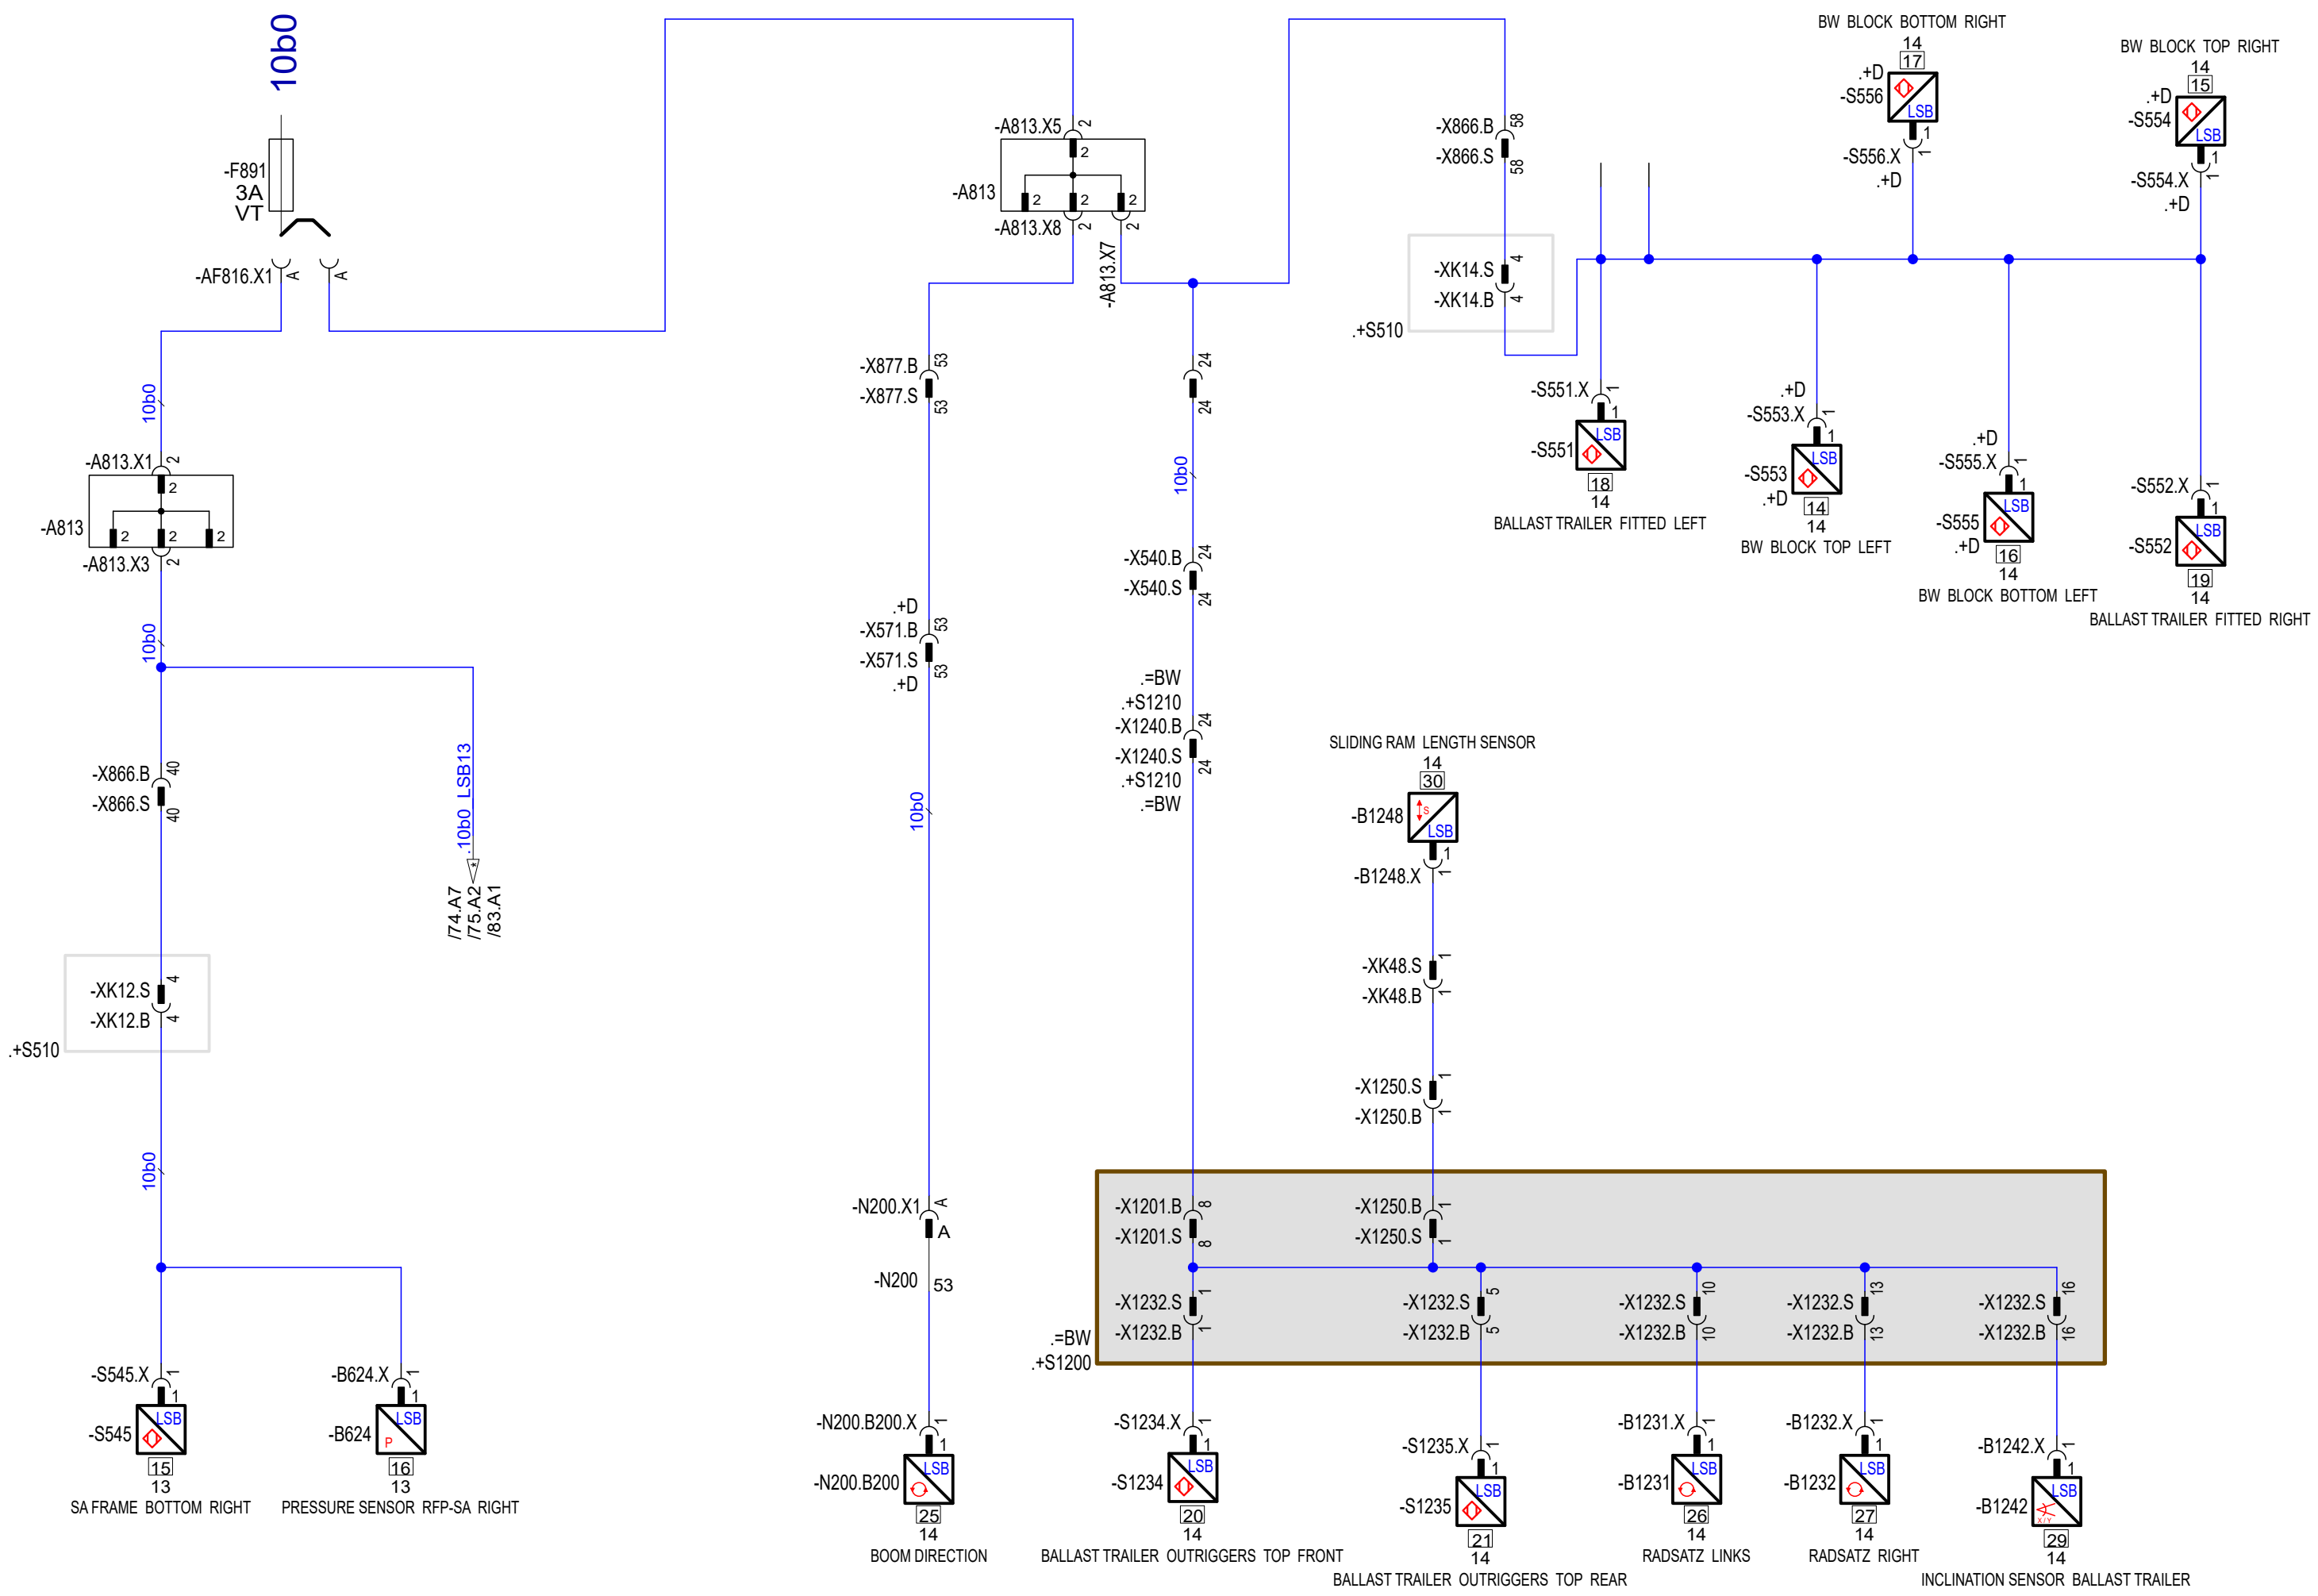 10b0
-F891
3A
VT
-AF816.X1
A
A
10b0
-A813.X1
2
2
-A813
2
2
2
-A813.X3
2
10b0
.10b0 LSB13
/74.A7
/75.A2
/83.A1
-X866.B
40
-X866.S
40
-XK12.S
4
-XK12.B
4
.+S510
10b0
-S545.X
1
1
-S545
LSB
15
13
SA FRAME BOTTOM RIGHT
-B624.X
1
1
-B624
LSB
P
16
13
PRESSURE SENSOR RFP-SA RIGHT
-A813.X5
2
2
-A813
2
2
2
-A813.X8
2
-A813.X7
2
-X877.B
53
-X877.S
53
.+D
-X571.B
53
-X571.S
53
.+D
10b0
-N200.X1
A
A
-N200
53
-N200.B200.X
1
1
-N200.B200
LSB
25
14
BOOM DIRECTION
24
24
10b0
-X540.B
24
-X540.S
24
.=BW
.+S1210
-X1240.B
24
-X1240.S
24
.+S1210
.=BW
-X1201.B
8
-X1201.S
8
-X1232.S
1
-X1232.B
1
.=BW
.+S1200
-S1234.X
1
1
-S1234
LSB
20
14
BALLAST TRAILER OUTRIGGERS TOP FRONT
SLIDING RAM LENGTH SENSOR
14
30
-B1248
S
LSB
1
-B1248.X
1
-XK48.S
1
-XK48.B
1
-X1250.S
1
-X1250.B
1
-X1250.B
1
-X1250.S
1
-X1232.S
5
-X1232.B
5
-S1235.X
1
1
-S1235
LSB
21
14
BALLAST TRAILER OUTRIGGERS TOP REAR
-X1232.S
10
-X1232.B
10
-B1231.X
1
1
-B1231
LSB
26
14
RADSATZ LINKS
-X1232.S
13
-X1232.B
13
-B1232.X
1
1
-B1232
LSB
27
14
RADSATZ RIGHT
-X1232.S
16
-X1232.B
16
-B1242.X
1
1
-B1242
LSB
X/Y
29
14
INCLINATION SENSOR BALLAST TRAILER
-X866.B
58
-X866.S
58
-XK14.S
4
-XK14.B
4
.+S510
-S551.X
1
1
-S551
LSB
18
14
BALLAST TRAILER FITTED LEFT
.+D
-S553.X
1
1
-S553
LSB
.+D
14
14
BW BLOCK TOP LEFT
BW BLOCK BOTTOM RIGHT
14
17
.+D
-S556
LSB
1
-S556.X
1
.+D
.+D
-S555.X
1
1
-S555
LSB
.+D
16
14
BW BLOCK BOTTOM LEFT
BW BLOCK TOP RIGHT
14
15
.+D
-S554
LSB
1
-S554.X
1
.+D
-S552.X
1
1
-S552
LSB
19
14
BALLAST TRAILER FITTED RIGHT